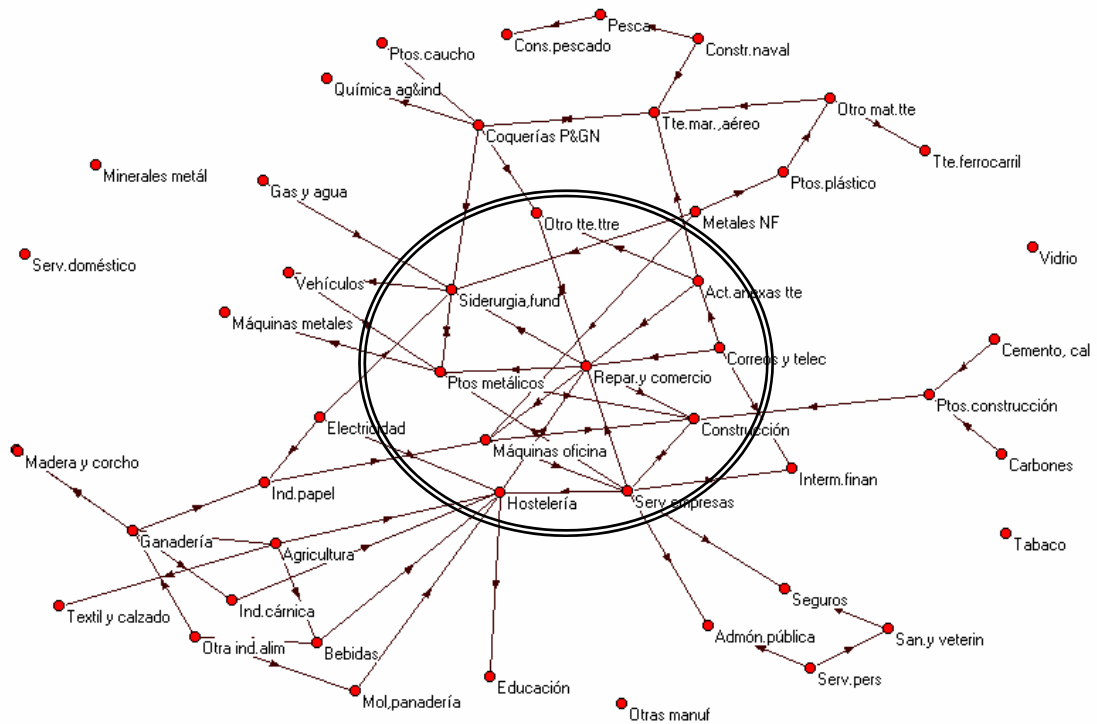 Pesca
Cons.pescado
Constr.naval
Ptos.caucho
Química ag&ind
Otro mat.tte
Tte.mar.,aéreo
Coquerías P&GN
Tte.ferrocarril
Minerales metál
Ptos.plástico
Gas y agua
Otro tte.ttre
Metales NF
Serv.doméstico
Vidrio
Vehículos
Siderurgia,fund
Act.anexas tte
Máquinas metales
Correos y telec
Cemento, cal
Ptos metálicos
Repar.y comercio
Ptos.construcción
Electricidad
Construcción
Máquinas oficina
Madera y corcho
Carbones
Interm.finan
Ind.papel
Hostelería
Serv.empresas
Ganadería
Agricultura
Tabaco
Seguros
Ind.cárnica
Textil y calzado
Admón.pública
San.y veterin
Otra ind.alim
Bebidas
Serv.pers
Educación
Mol,panadería
Otras manuf